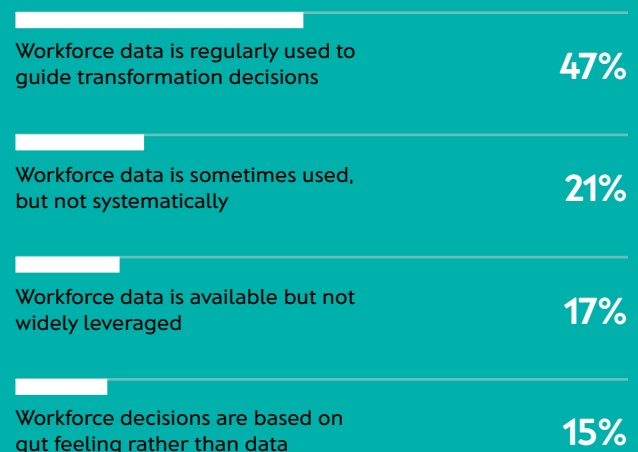 Workforce data is regularly used to
guide transformation decisions
47%
Workforce data is sometimes used,
but not systematically
21%
Workforce data is available but not
widely leveraged
17%
Workforce decisions are based on
gut feeling rather than data
15%